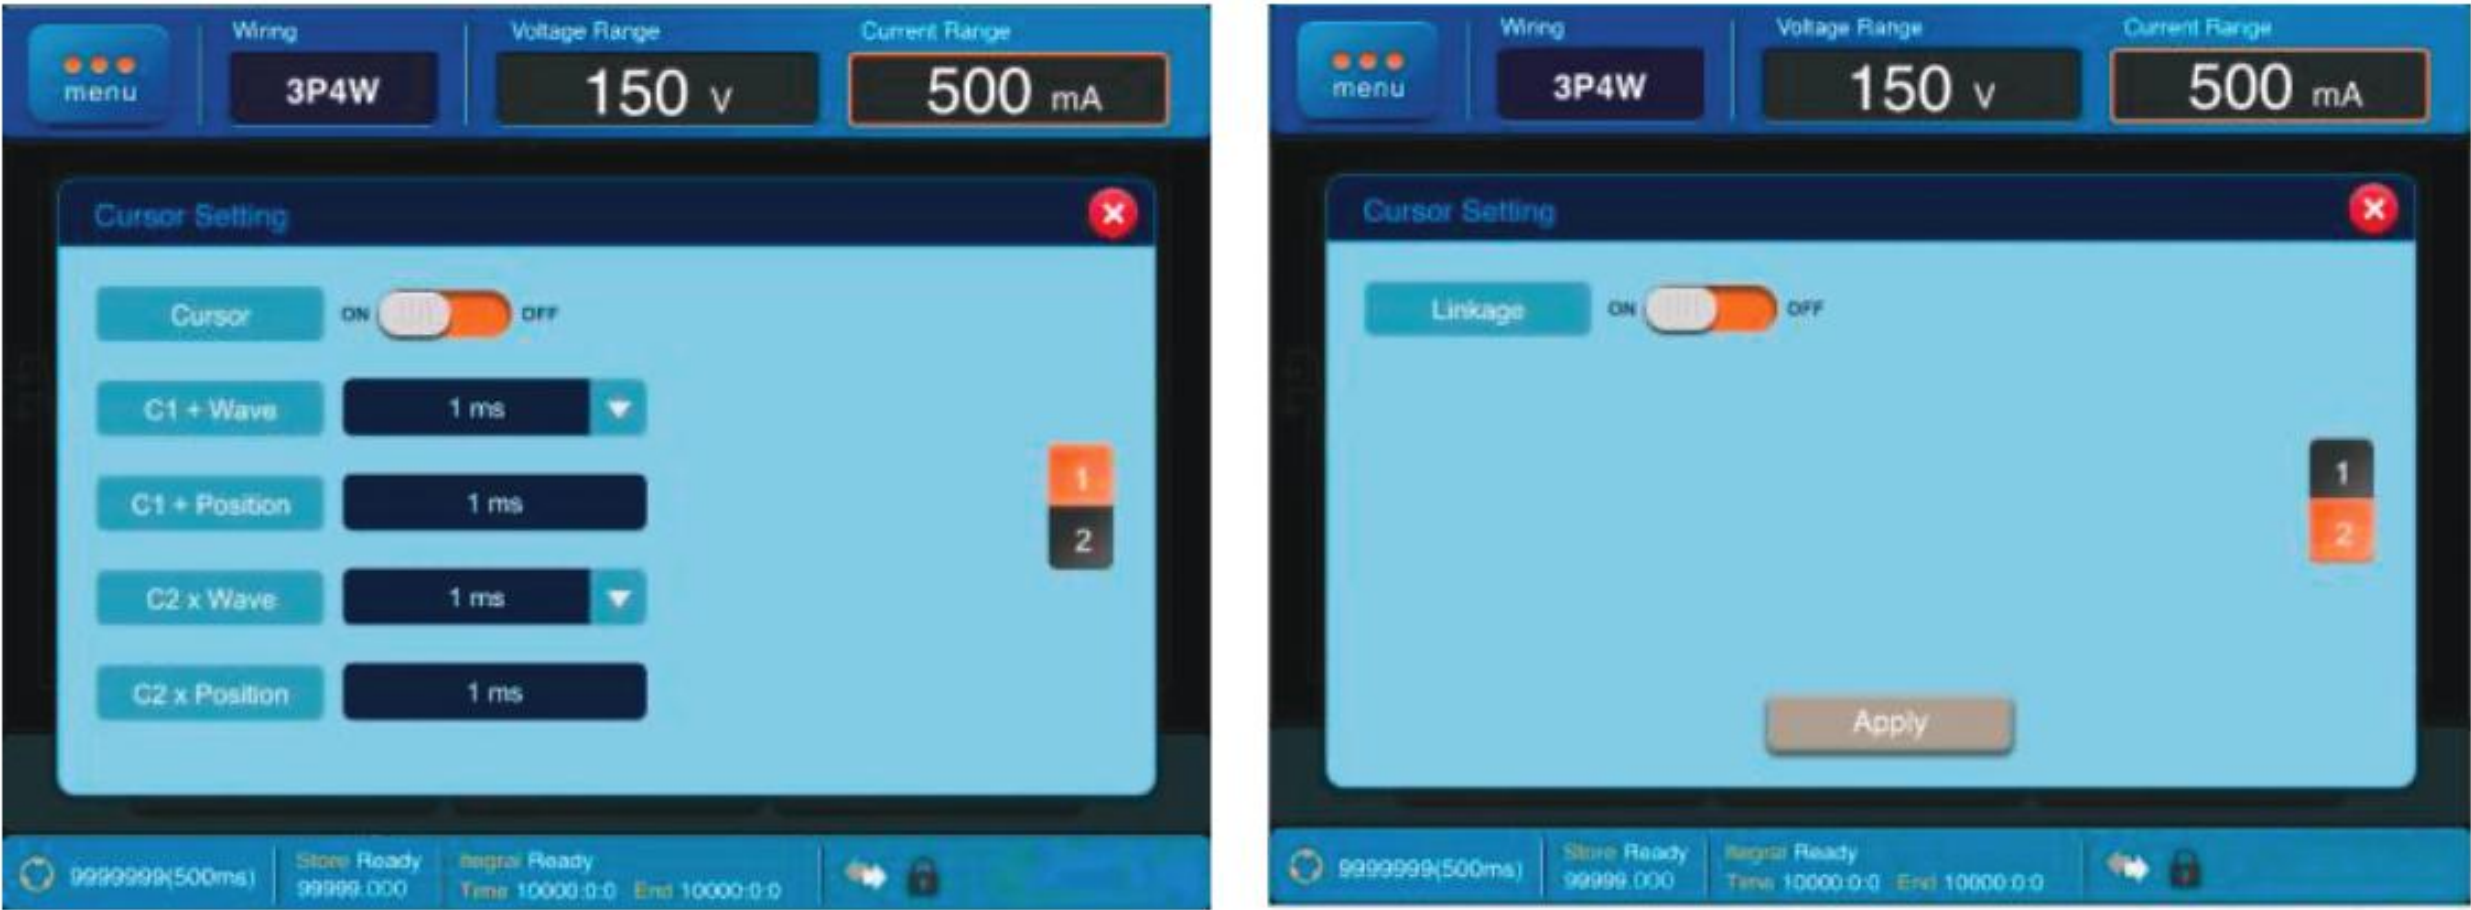 Wiring
Voltage Range
Current Range
menu
3P4W
150 V
500 mA
Cursor Setting
Cursor
ON
OFF
C1 + Wave
1 ms
C1 + Position
1 ms
1
2
C2 x Wave
1 ms
C2 x Position
1 ms
9999999(500ms)
Store Ready
99999.000
Itegral Ready
Time 10000:0:0 End 10000:0:0
Wiring
Voltage Range
Current Range
menu
3P4W
150 V
500 mA
Cursor Setting
Linkage
ON
OFF
1
2
Apply
9999999(500ms)
Store Ready
99999.000
Itegral Ready
Time 10000:0:0 End 10000:0:0